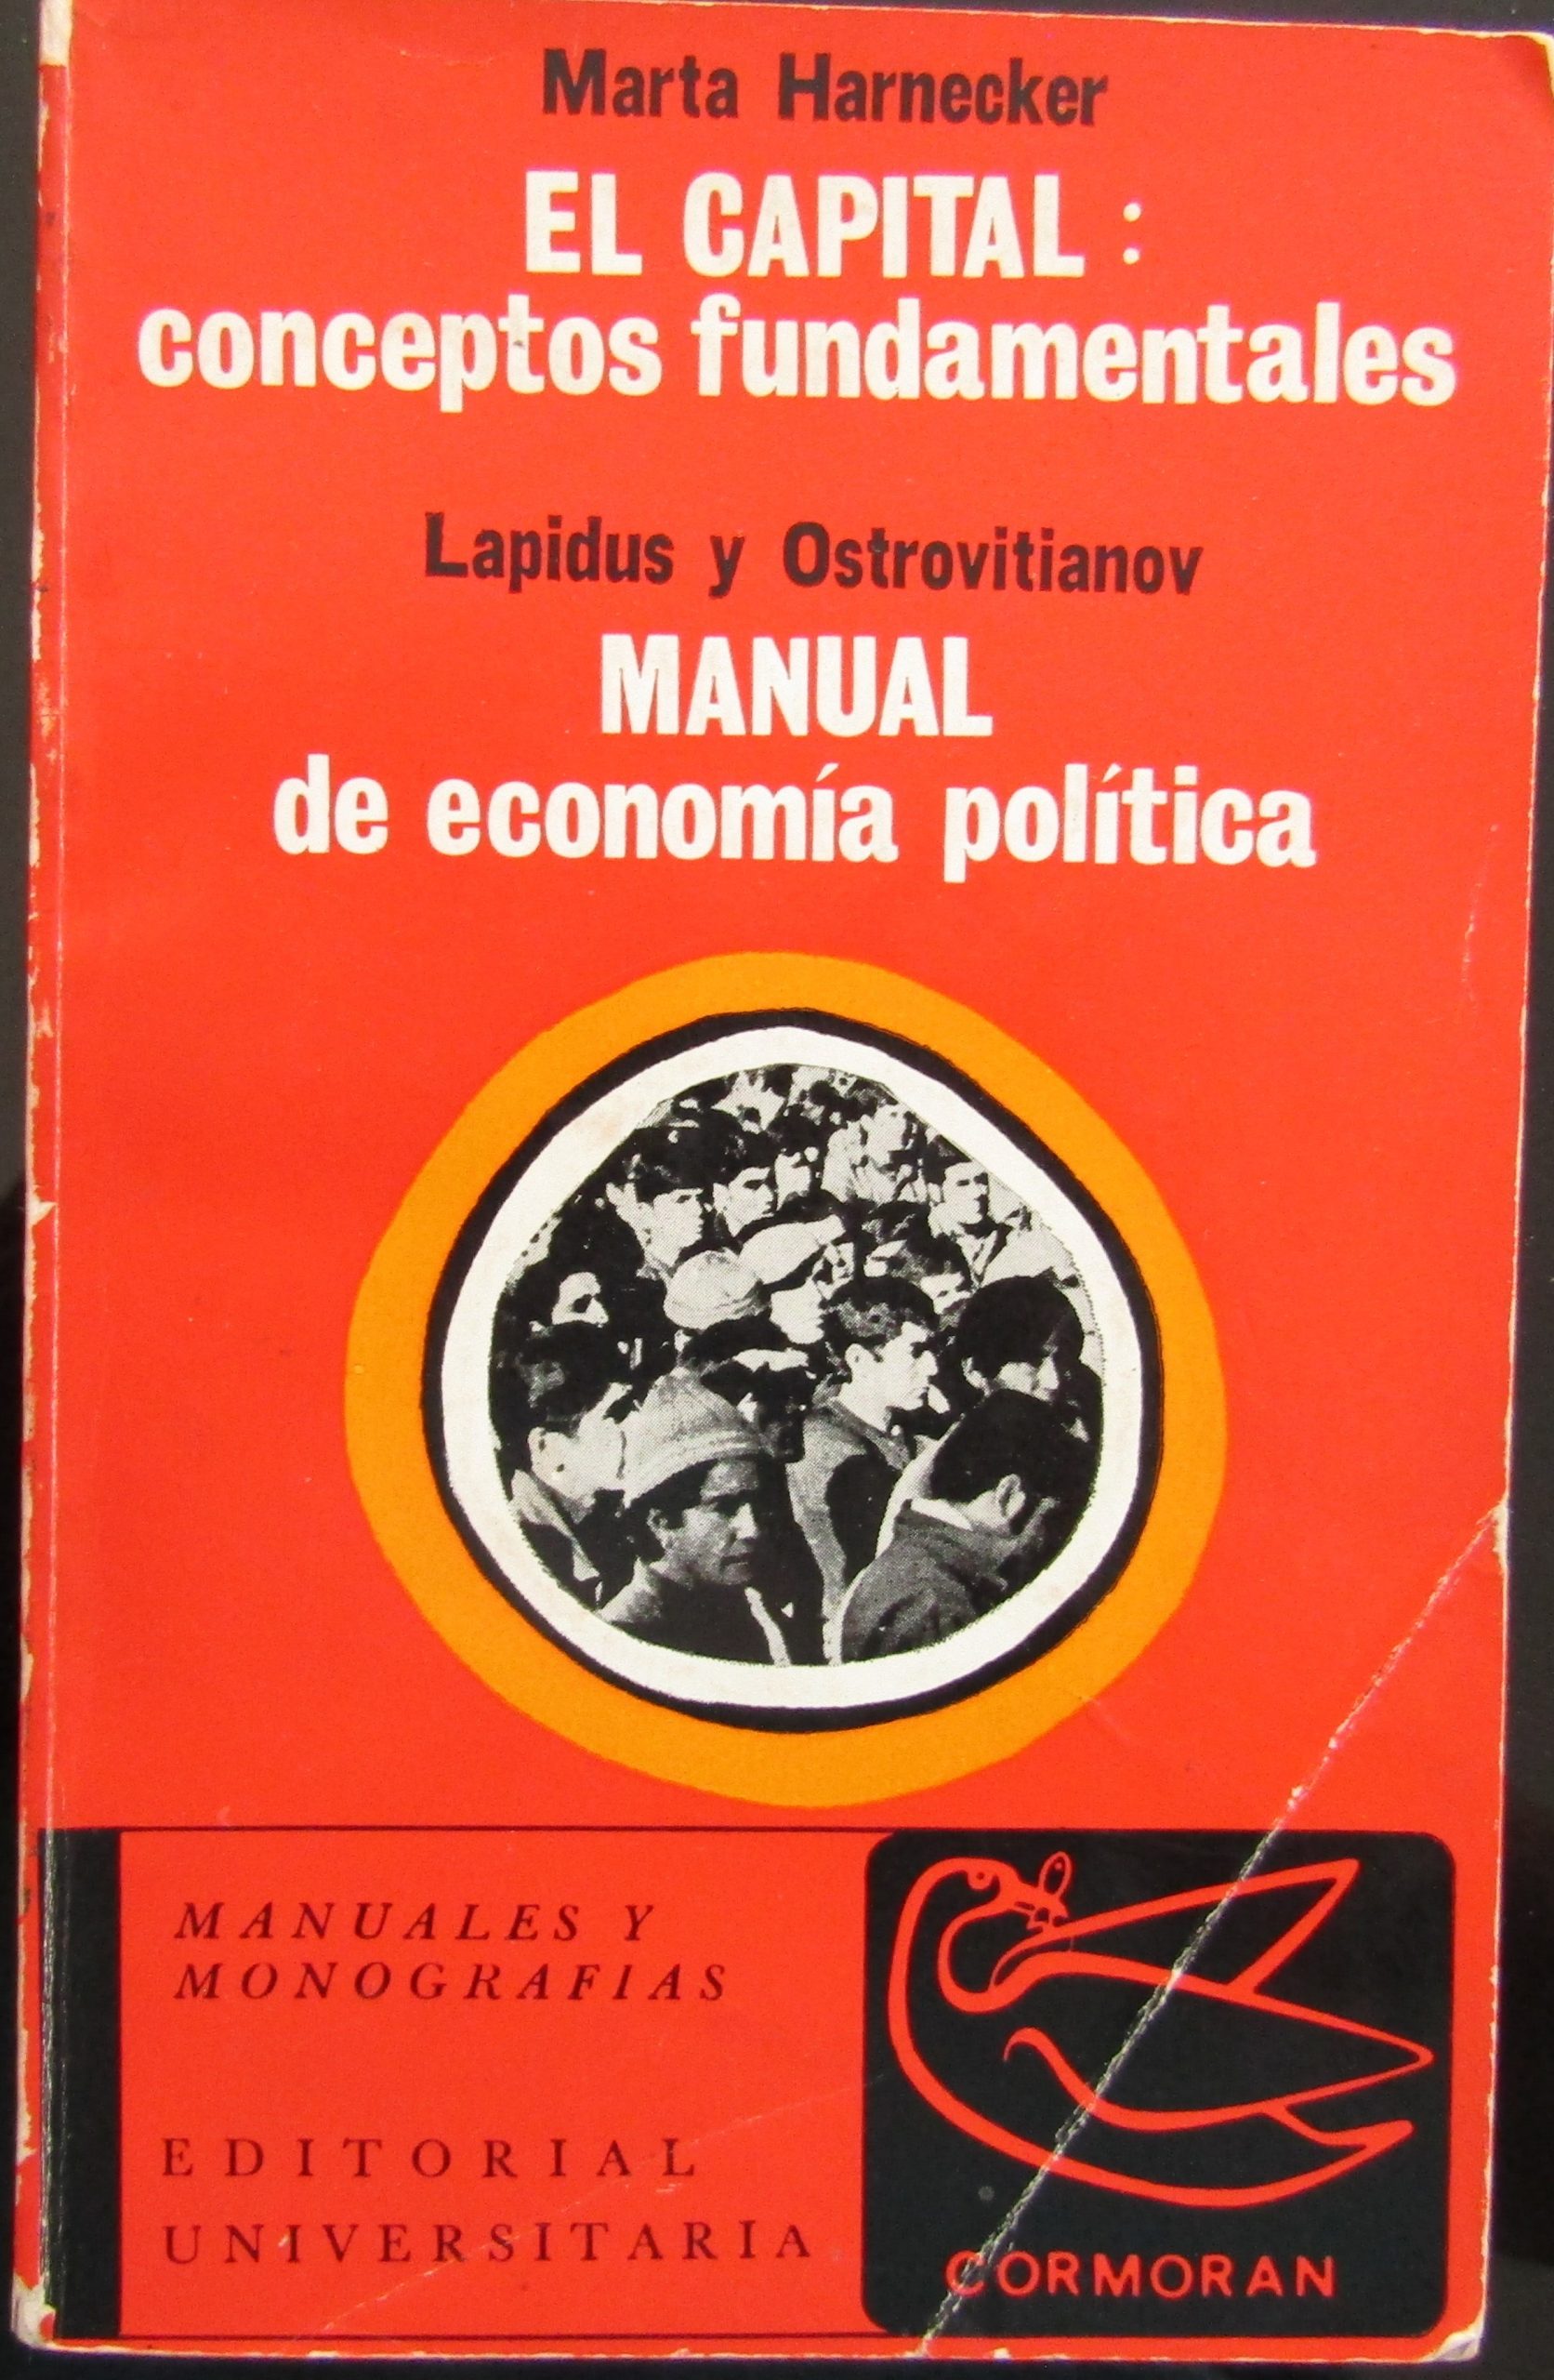 Marta Harnecker
EL CAPITAL :
conceptos fundamentales
Lapidus y Ostrovitianov
MANUAL
de economía política
MANUALES Y
MONOGRAFIAS
EDITORIAL
UNIVERSITARIA
CORMORAN